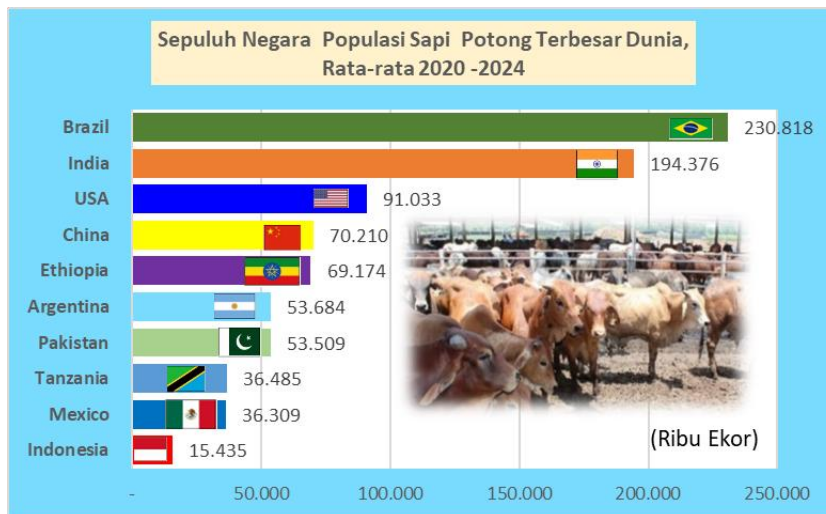 Sepuluh Negara Populasi Sapi Potong Terbesar Dunia,
Rata-rata 2020 -2024
Brazil 230.818
India 194.376
USA 91.033
China 70.210
Ethiopia 69.174
Argentina 53.684
Pakistan 53.509
Tanzania 36.485
Mexico 36.309
Indonesia 15.435
(Ribu Ekor)
- 50.000 100.000 150.000 200.000 250.000